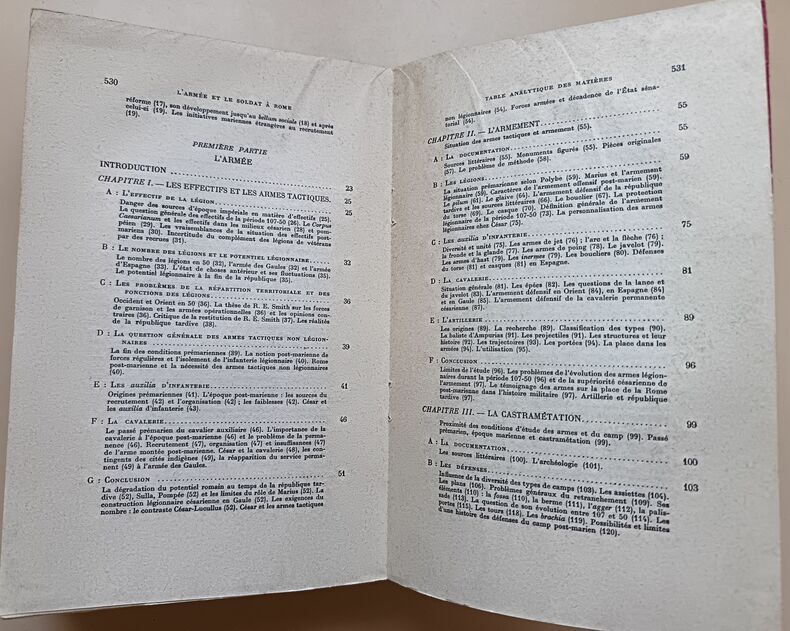 530
L'ARMÉE ET LE SOLDAT A ROME
réforme (17), son développement jusqu'au bellum sociale (18) et après
celui-ci (19). Les initiatives mariennes étrangères au recrutement
(19).
PREMIÈRE PARTIE
L'ARMÉE
INTRODUCTION 23
CHAPITRE I. — LES EFFECTIFS ET LES ARMES TACTIQUES. 25
A : L'EFFECTIF DE LA LÉGION 25
Danger des sources d'époque impériale en matière d'effectifs (25).
La question générale des effectifs de la période 107-50 (26). Le Corpus
Caesarianum et les effectifs dans les milieux césarien (28) et pom-
péien (29). Les vraisemblances de la situation des effectifs post-
mariens (30). Incertitude du complément des légions de vétérans
par des recrues (31).
B : LE NOMBRE DES LÉGIONS ET LE POTENTIEL LÉGIONNAIRE. 32
Le nombre des légions en 50 (32), l'armée des Gaules (32) et l'armée
d'Espagne (33). L'état de choses antérieur et ses fluctuations (35).
Le potentiel légionnaire à la fin de la république (35).
C : LES PROBLÈMES DE LA RÉPARTITION TERRITORIALE ET DES
FONCTIONS DES LÉGIONS. 36
Occident et Orient en 50 (36). La thèse de R. E. Smith sur les forces
de garnison et les armées opérationnelles (36) et les opinions con-
traires (36). Critique de la restitution de R. E. Smith (37). Les réalités
de la république tardive (38).
D : LA QUESTION GÉNÉRALE DES ARMES TACTIQUES NON LÉGION-
NAIRES 39
La fin des conditions prémariennes (39). La notion post-marienne de
forces régulières et l'isolement de l'infanterie légionnaire (40). Rome
post-marienne et la nécessité des armes tactiques non légionnaires
(40).
E : LES auxilia D'INFANTERIE 41
Origines prémariennes (41). L'époque post-marienne : les sources du
recrutement (42) et l'organisation (42) ; les faiblesses (42). César et
les auxilia d'infanterie (43).
F : LA CAVALERIE 46
Le passé prémarien du cavalier auxiliaire (46). L'importance de la
cavalerie à l'époque post-marienne (46) et le problème de la perma-
nence (46). Recrutement (47), organisation (47) et insuffisances (47)
de l'arme montée post-marienne. César et la cavalerie (48), les con-
tingents des cités indigènes (49), la réapparition du service perma-
nent (49) à l'armée des Gaules.
G : CONCLUSION 51
La dégradation du potentiel romain au temps de la république tar-
dive (52). Sulla, Pompée (52) et les limites du rôle de Marius (52). La
construction légionnaire césarienne en Gaule (52). Les exigences du
nombre : le contraste César-Lucullus (52). César et les armes tactiques
TABLE ANALYTIQUE DES MATIÈRES
531
non légionnaires (54). Forces armées et décadence de l'État séna-
torial (54).
CHAPITRE II. — L'ARMEMENT 55
Situation des armes tactiques et armement (55).
A : LA DOCUMENTATION 55
Sources littéraires (55). Monuments figurés (55). Pièces originales
(57). Le problème de méthode (58).
B : LES LÉGIONS 59
La situation prémarienne selon Polybe (59). Marius et l'armement
légionnaire (59). Caractères de l'armement offensif post-marien (59).
Le pilum (61). Le glaive (64). L'armement défensif de la république
tardive et les sources littéraires (66). Le bouclier (67). La protection
du torse (69). Le casque (70). Définition générale de l'armement
légionnaire de la période 107-50 (73). La personnalisation des armes
légionnaires chez César (75).
C : LES auxilia D'INFANTERIE 75
Diversité et unité (75). Les armes de jet (76) ; l'arc et la flèche (76) ;
la fronde et la glande (77). Les armes de poing (78). Le javelot (79).
Les armes d'hast (79). Les inermes (79). Les boucliers (80). Défenses
du torse (81) et casques (81) en Espagne.
D : LA CAVALERIE 81
Situation générale (81). Les épées (82). Les questions de la lance et
du javelot (83). L'armement défensif en Orient (84), en Espagne (84)
et en Gaule (85). L'armement défensif de la cavalerie permanente
césarienne (87).
E : L'ARTILLERIE 89
Les origines (89). La recherche (89). Classification des types (90).
La baliste d'Ampurias (91). Les projectiles (91). Les structures et leur
histoire (92). Les trajectoires (93). Les portées (94). La place dans les
armées (94). L'utilisation (95).
F : CONCLUSION 96
Limites de l'étude (96). Les problèmes de l'évolution des armes légion-
naires durant la période 107-50 (96) et de la supériorité césarienne de
l'armement (97). Le témoignage des armes sur la place de la Rome
post-marienne dans l'histoire militaire (97). Artillerie et république
tardive (97).
CHAPITRE III. — LA CASTRAMÉTATION 99
Proximité des conditions d'étude des armes et du camp (99). Passé
prémarien, époque marienne et castramétation (99).
A : LA DOCUMENTATION 100
Les sources littéraires (100). L'archéologie (101).
B : LES DÉFENSES 103
Influence de la diversité des types de camps (103). Les assiettes (104).
Les plans (106). Problèmes généraux du retranchement (109). Ses
éléments (110) : la fossa (110), la berme (111), l'agger (112), la palis-
sade (113). La question de son évolution entre 107 et 50 (114). Les
portes (115). Les tours (118). Les brachia (119). Possibilités et limites
d'une histoire des défenses du camp post-marien (120).